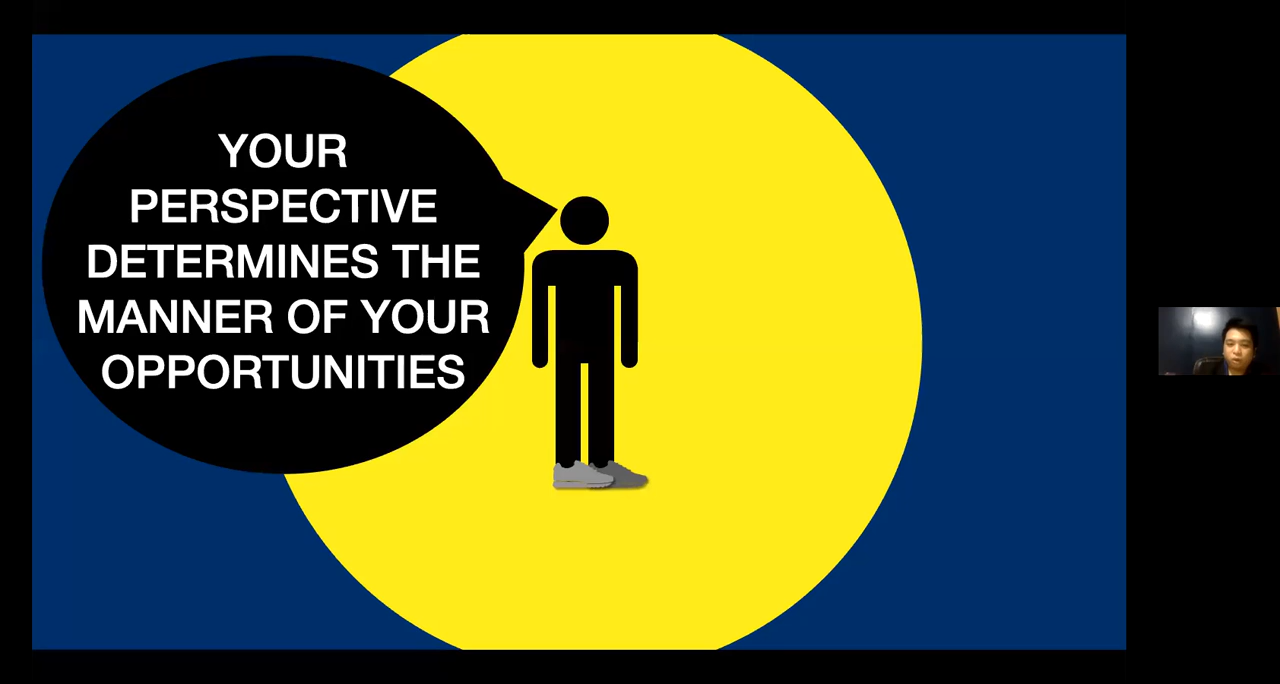 YOUR
PERSPECTIVE
DETERMINES THE
MANNER OF YOUR
OPPORTUNITIES